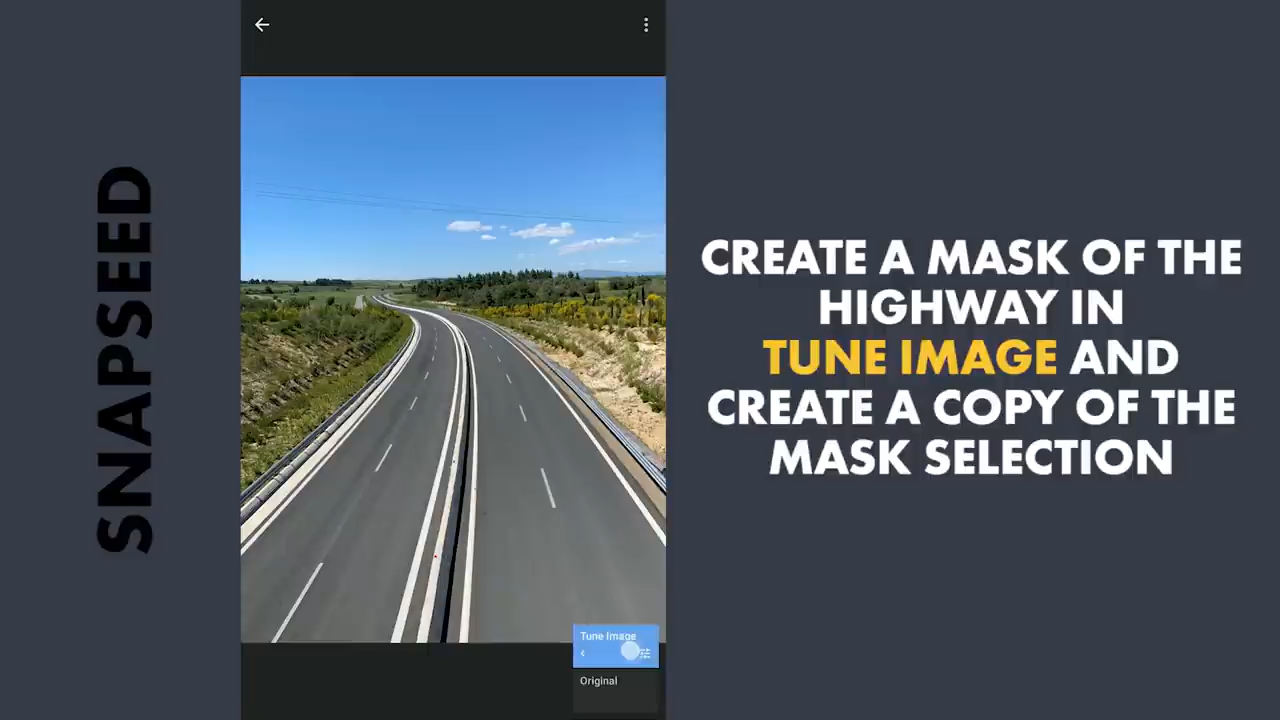 SNAPSEED
CREATE A MASK OF THE
HIGHWAY IN
TUNE IMAGE AND
CREATE A COPY OF THE
MASK SELECTION
Tune Image
Original